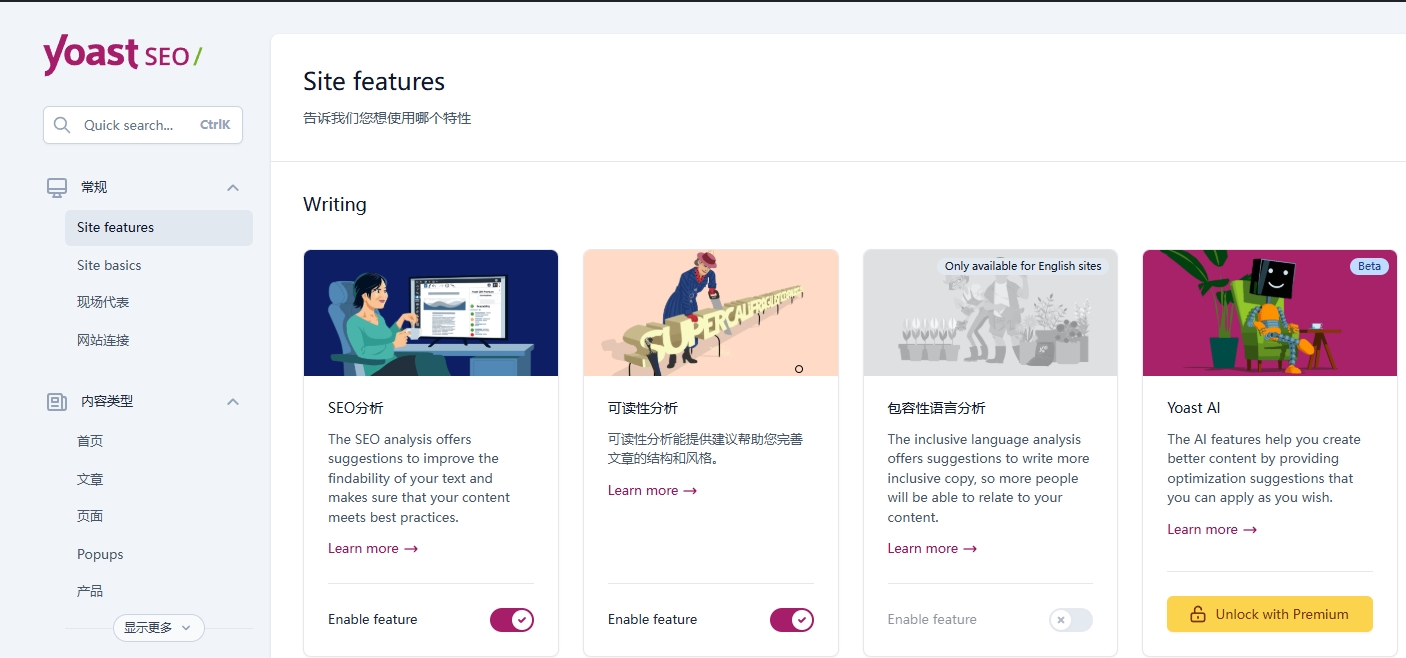 yoast SEO/
Quick search...
CtrlK
常规
Site features
Site basics
现场代表
网站连接
内容类型
首页
文章
页面
Popups
产品
显示更多
Site features
告诉我们您想使用哪个特性
Writing
SEO分析
The SEO analysis offers
suggestions to improve the
findability of your text and
makes sure that your content
meets best practices.
Learn more →
Enable feature
SUPERCALIFRAGILISTICEXPI
可读性分析
可读性分析能提供建议帮助您完善
文章的结构和风格。
Learn more →
Enable feature
Only available for English sites
包容性语言分析
The inclusive language analysis
offers suggestions to write more
inclusive copy, so more people
will be able to relate to your
content.
Learn more →
Enable feature
Beta
Yoast AI
The AI features help you create
better content by providing
optimization suggestions that
you can apply as you wish.
Learn more →
Unlock with Premium